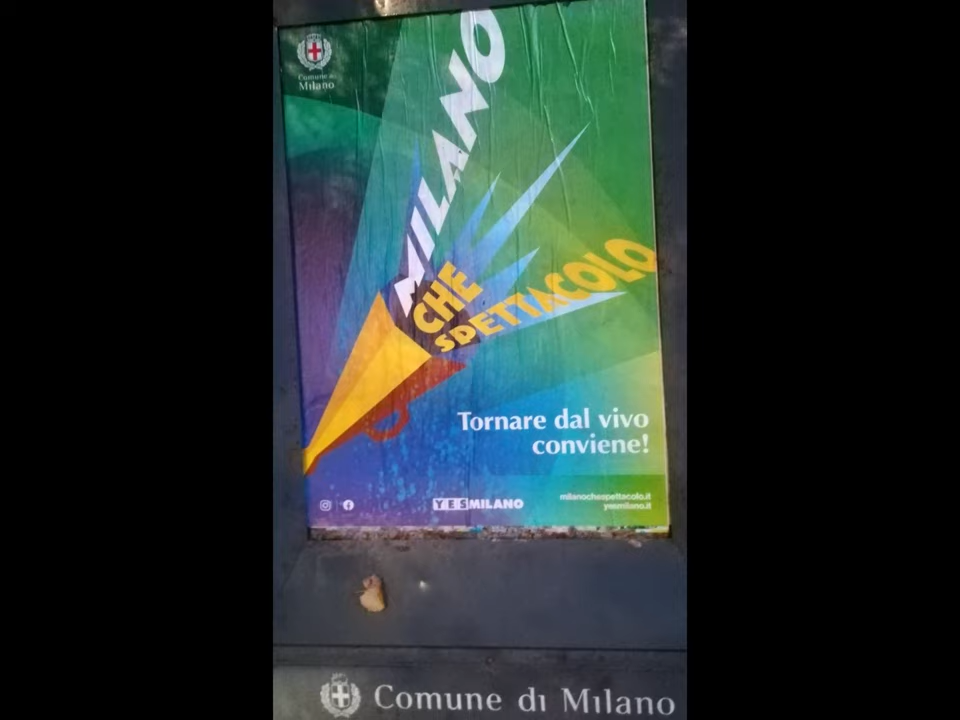 Comune di
Milano
MILANO
CHE
SPETTACOLO
Tornare dal vivo
conviene!
YESMILANO
milanochespettacolo.it
yesmilano.it
Comune di Milano